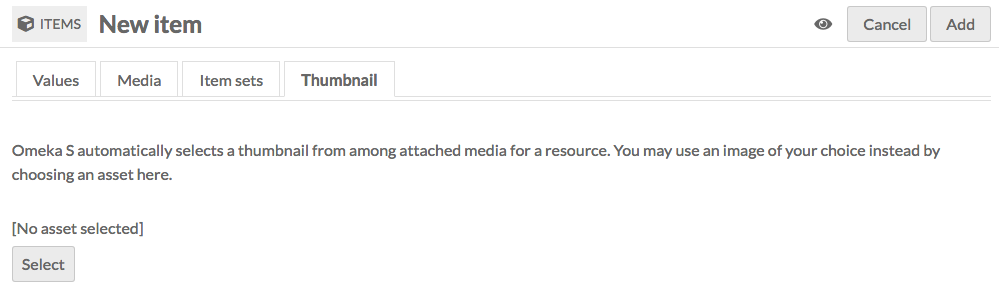 ITEMS New item Cancel Add
Values Media Item sets Thumbnail
Omeka S automatically selects a thumbnail from among attached media for a resource. You may use an image of your choice instead by
choosing an asset here.
[No asset selected]
Select